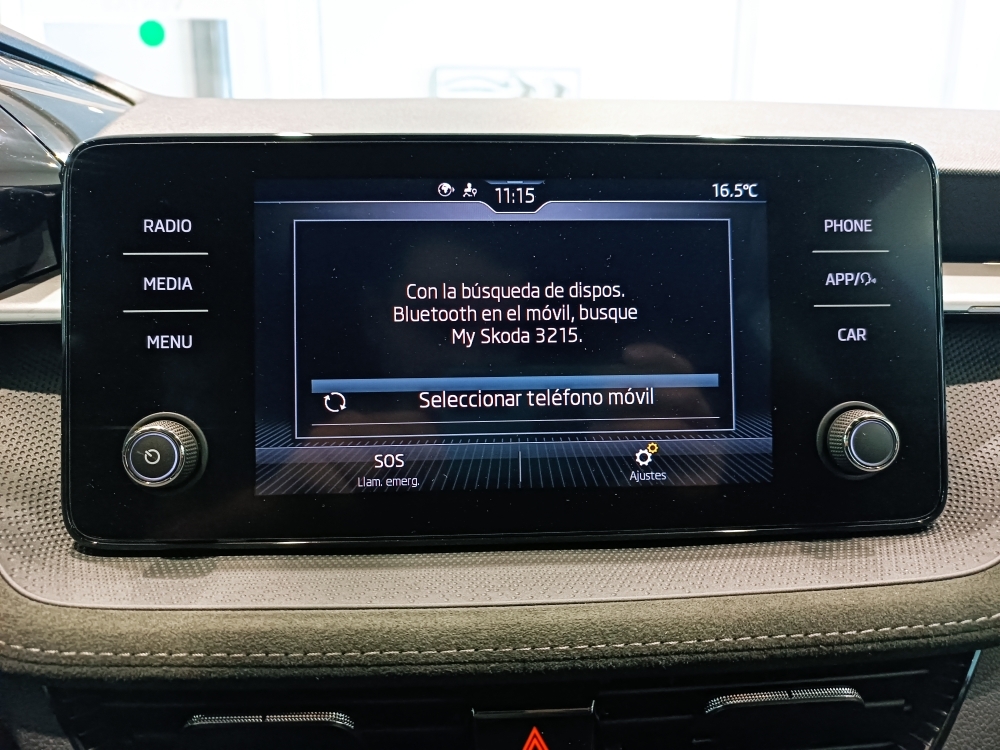 11:15
16,5°C
RADIO
MEDIA
MENU
Con la búsqueda de dispos.
Bluetooth en el móvil, busque
My Skoda 3215.
Seleccionar teléfono móvil
SOS
Llam. emerg.
Ajustes
PHONE
APP/
CAR